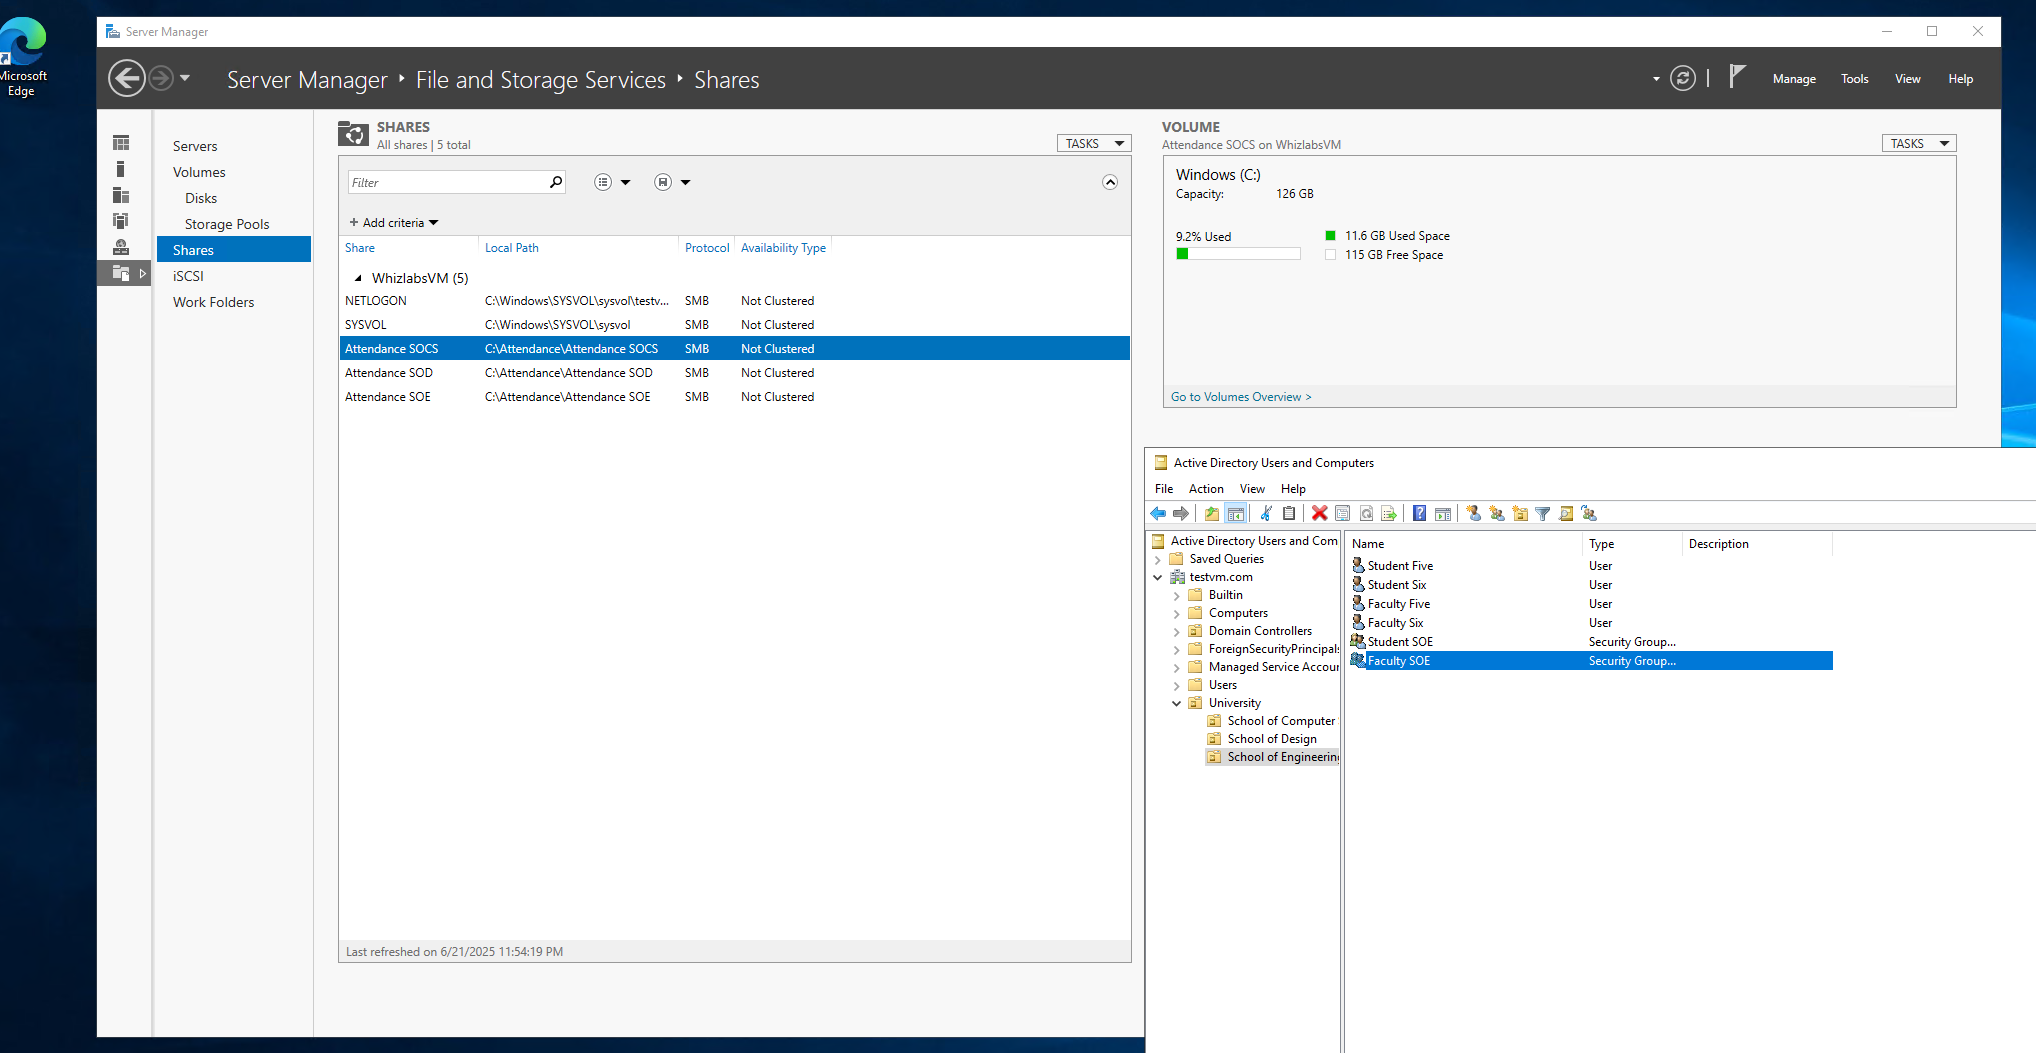 Microsoft
Edge
Server Manager
Server Manager ‣ File and Storage Services ‣ Shares
Manage Tools View Help
Servers
Volumes
Disks
Storage Pools
Shares
iSCSI
Work Folders
SHARES
All shares | 5 total
TASKS
Filter
+ Add criteria
Share Local Path Protocol Availability Type
WhizlabsVM (5)
NETLOGON C:\Windows\SYSVOL\sysvol\testv... SMB Not Clustered
SYSVOL C:\Windows\SYSVOL\sysvol SMB Not Clustered
Attendance SOCS C:\Attendance\Attendance SOCS SMB Not Clustered
Attendance SOD C:\Attendance\Attendance SOD SMB Not Clustered
Attendance SOE C:\Attendance\Attendance SOE SMB Not Clustered
Last refreshed on 6/21/2025 11:54:19 PM
VOLUME
Attendance SOCS on WhizlabsVM
TASKS
Windows (C:)
Capacity: 126 GB
9.2% Used
11.6 GB Used Space
115 GB Free Space
Go to Volumes Overview >
Active Directory Users and Computers
File Action View Help
Active Directory Users and Com
Saved Queries
testvm.com
Builtin
Computers
Domain Controllers
ForeignSecurityPrincipals
Managed Service Accour
Users
University
School of Computer
School of Design
School of Engineering
Name Type Description
Student Five User
Student Six User
Faculty Five User
Faculty Six User
Student SOE Security Group...
Faculty SOE Security Group...